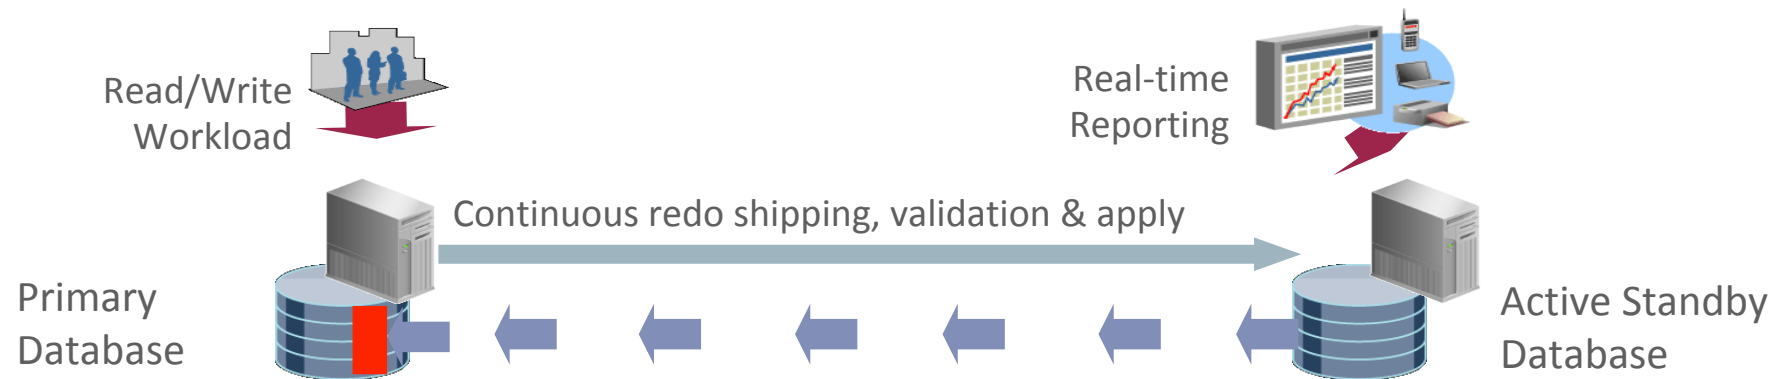 Read/Write
Workload
Real-time
Reporting
Continuous redo shipping, validation & apply
Primary
Database
Active Standby
Database